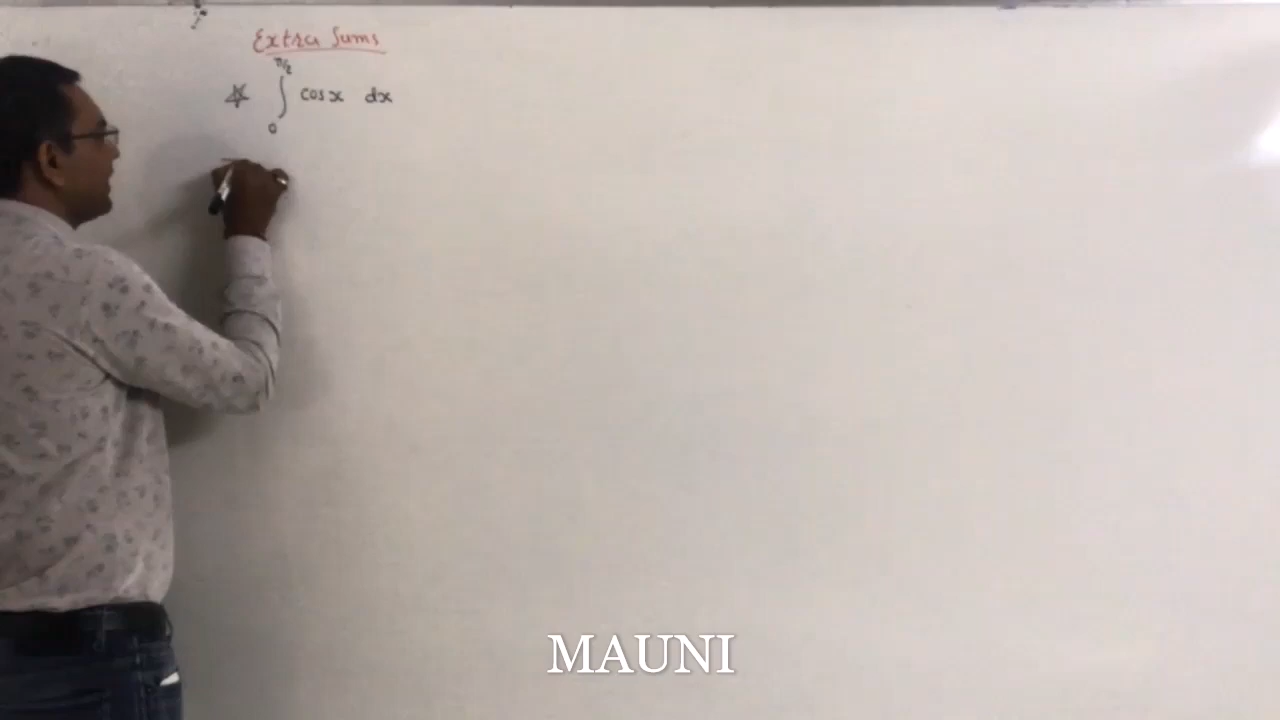 Extra Sums
☆ ∫₀^{π/2} cos x dx
MAUNI